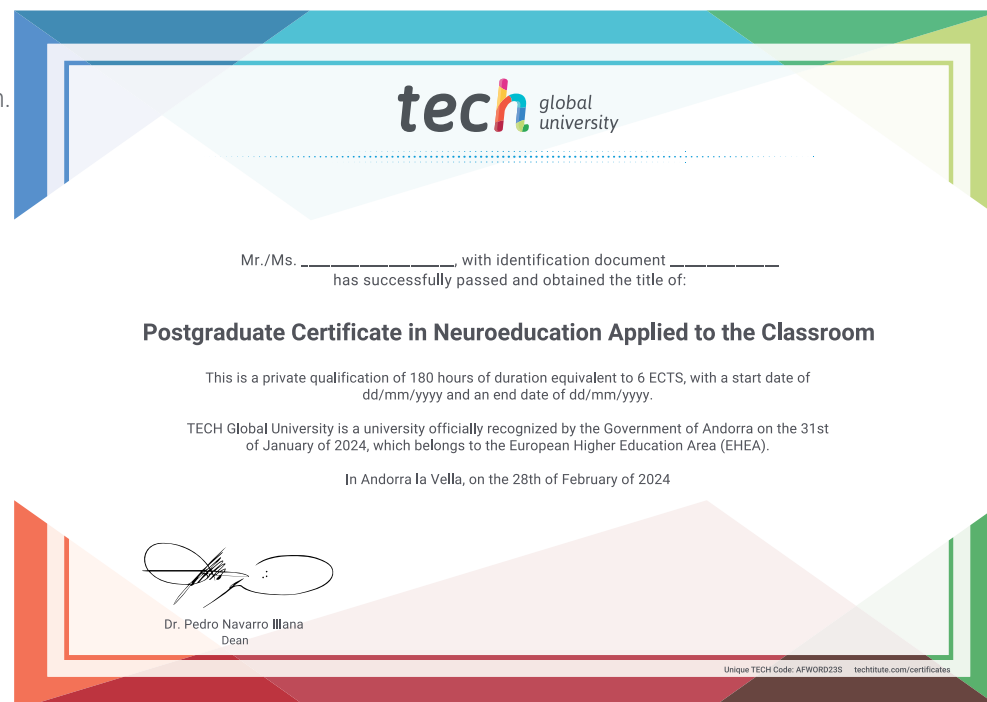 n.
tech global university
Mr./Ms. ____________________, with identification document ______________
has successfully passed and obtained the title of:
Postgraduate Certificate in Neuroeducation Applied to the Classroom
This is a private qualification of 180 hours of duration equivalent to 6 ECTS, with a start date of
dd/mm/yyyy and an end date of dd/mm/yyyy.
TECH Global University is a university officially recognized by the Government of Andorra on the 31st
of January of 2024, which belongs to the European Higher Education Area (EHEA).
In Andorra la Vella, on the 28th of February of 2024
Dr. Pedro Navarro Illana
Dean
Unique TECH Code: AFWORD23S techtitute.com/certificates